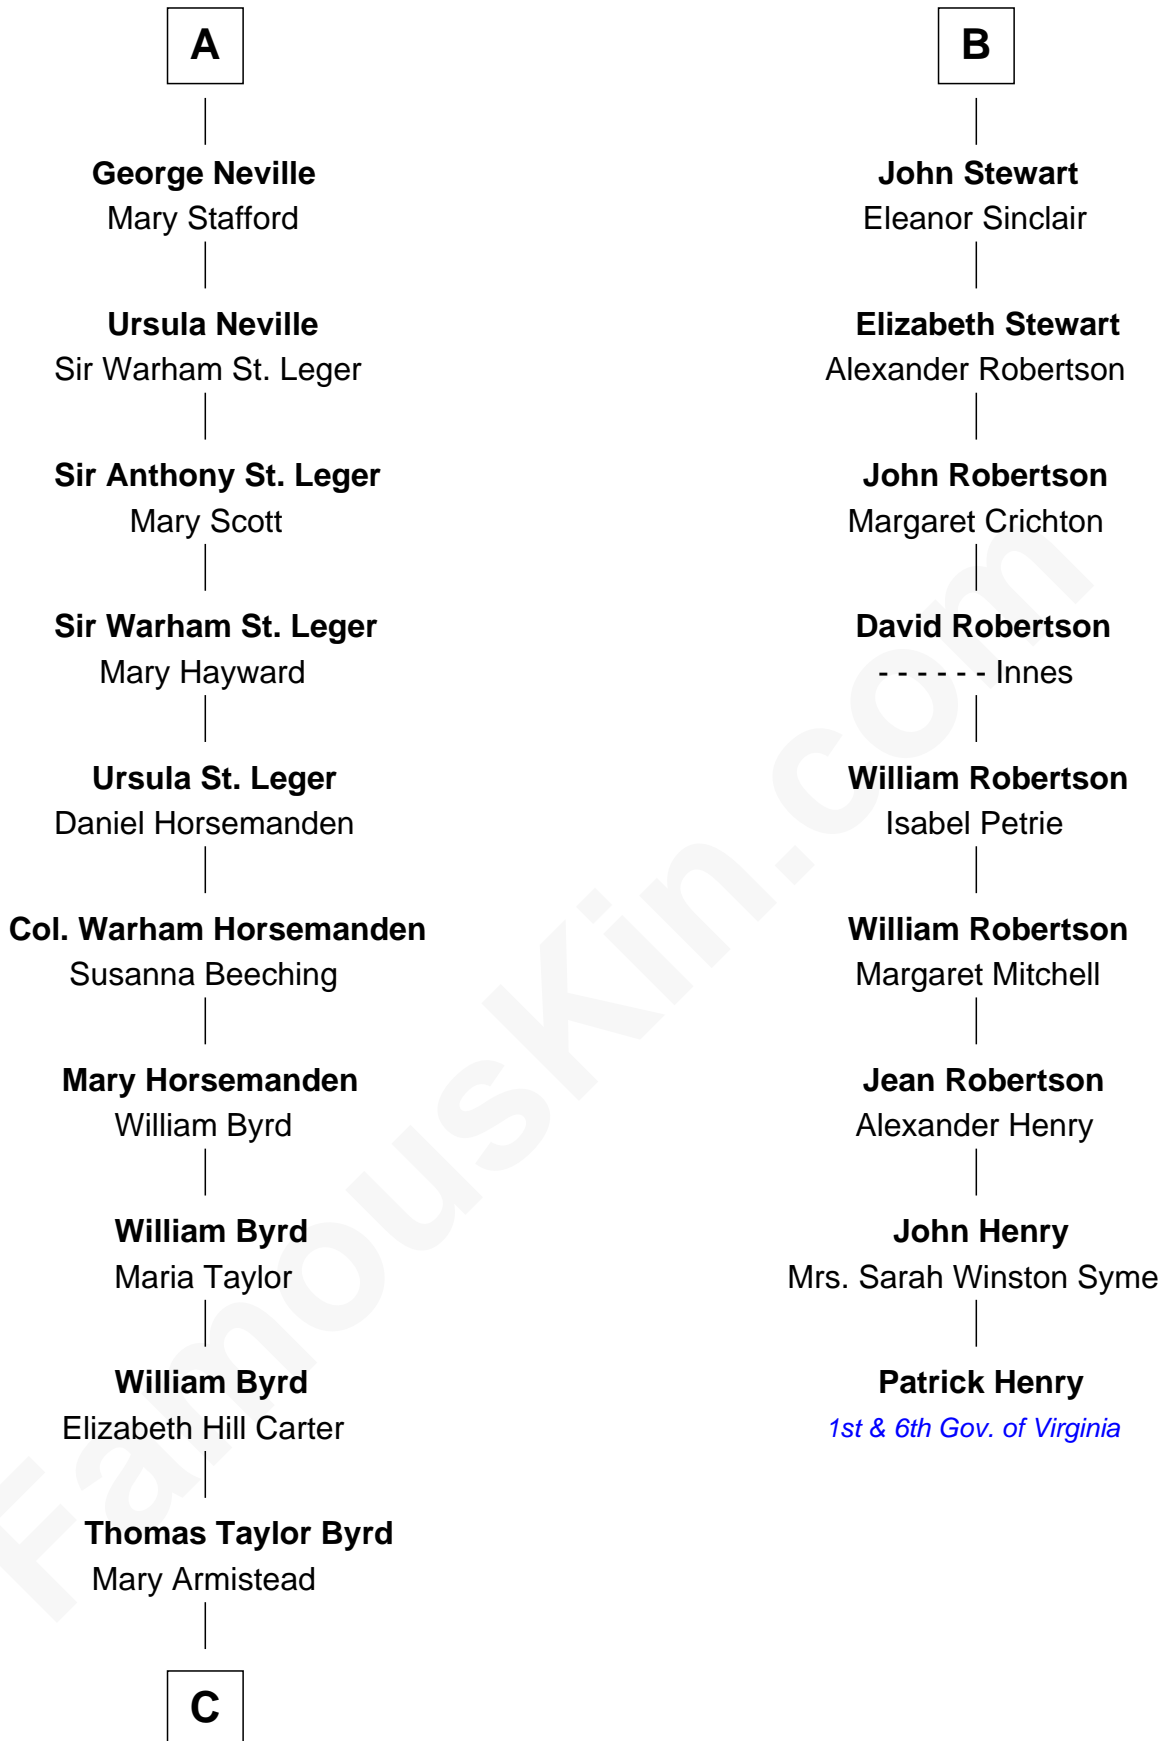 A
George Neville
Mary Stafford
Ursula Neville
Sir Warham St. Leger
Sir Anthony St. Leger
Mary Scott
Sir Warham St. Leger
Mary Hayward
Ursula St. Leger
Daniel Horsemanden
Col. Warham Horsemanden
Susanna Beeching
Mary Horsemanden
William Byrd
William Byrd
Maria Taylor
William Byrd
Elizabeth Hill Carter
Thomas Taylor Byrd
Mary Armistead
C
B
John Stewart
Eleanor Sinclair
Elizabeth Stewart
Alexander Robertson
John Robertson
Margaret Crichton
David Robertson
- - - - - - Innes
William Robertson
Isabel Petrie
William Robertson
Margaret Mitchell
Jean Robertson
Alexander Henry
John Henry
Mrs. Sarah Winston Syme
Patrick Henry
1st & 6th Gov. of Virginia
FamousKin.com